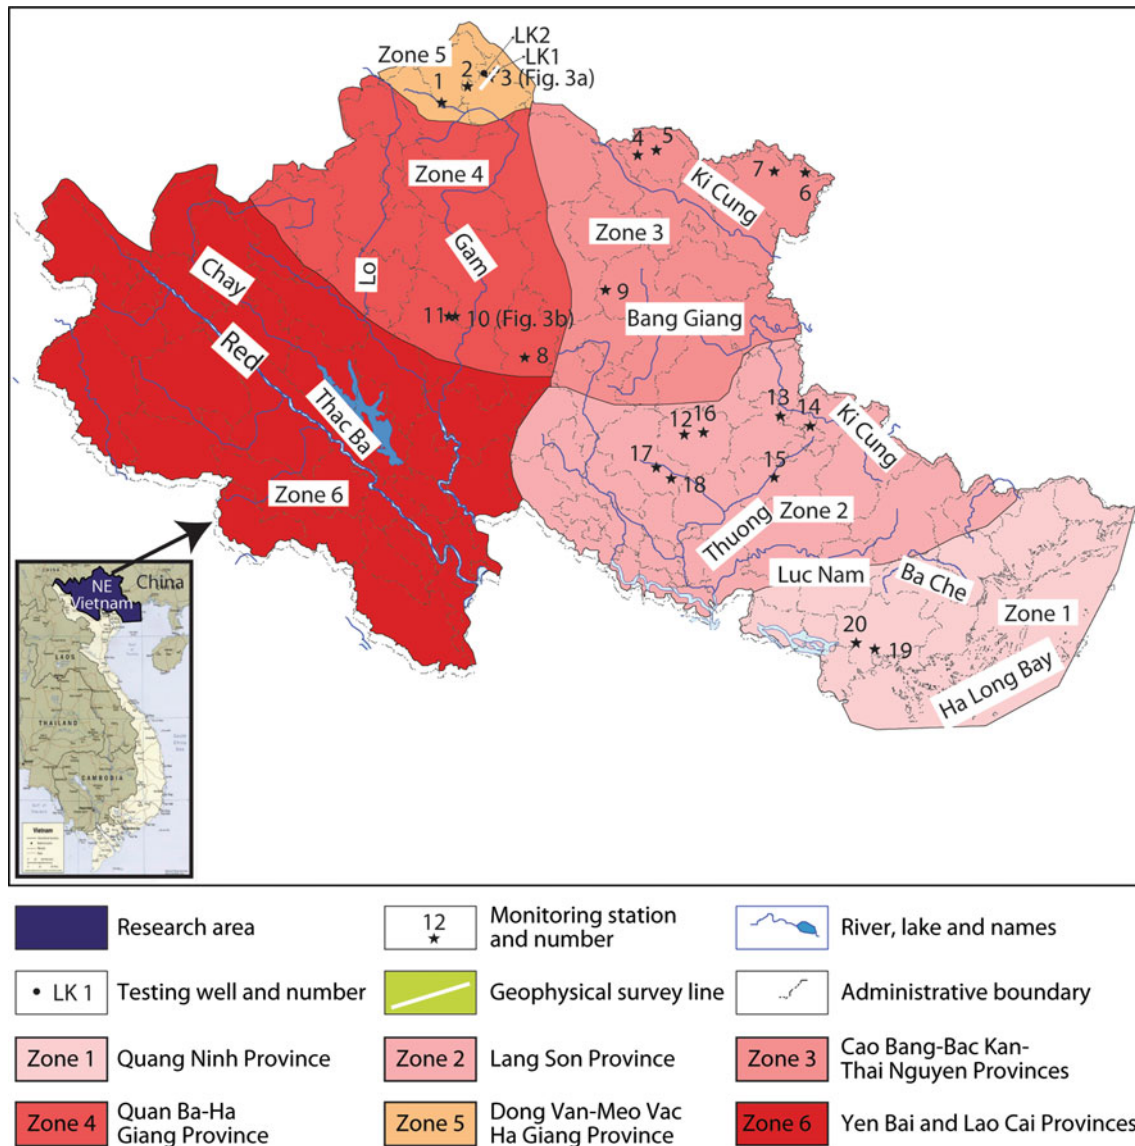 LK2
LK1
Zone 5
3 (Fig. 3a)
2
1
4
5
7
6
Zone 4
Ki Cung
Zone 3
Gam
Lo
Chay
9
11
10 (Fig. 3b)
Bang Giang
8
Red
Thac Ba
13
14
12
16
Ki Cung
17
18
15
Zone 6
Zone 2
Thuong
Luc Nam
Ba Che
Zone 1
20
19
Ha Long Bay
NE
Vietnam
China
LAOS
THAILAND
CAMBODIA
Vietnam
Research area
12
Monitoring station
and number
River, lake and names
LK 1
Testing well and number
Geophysical survey line
Administrative boundary
Zone 1
Quang Ninh Province
Zone 2
Lang Son Province
Zone 3
Cao Bang-Bac Kan-
Thai Nguyen Provinces
Zone 4
Quan Ba-Ha
Giang Province
Zone 5
Dong Van-Meo Vac
Ha Giang Province
Zone 6
Yen Bai and Lao Cai Provinces